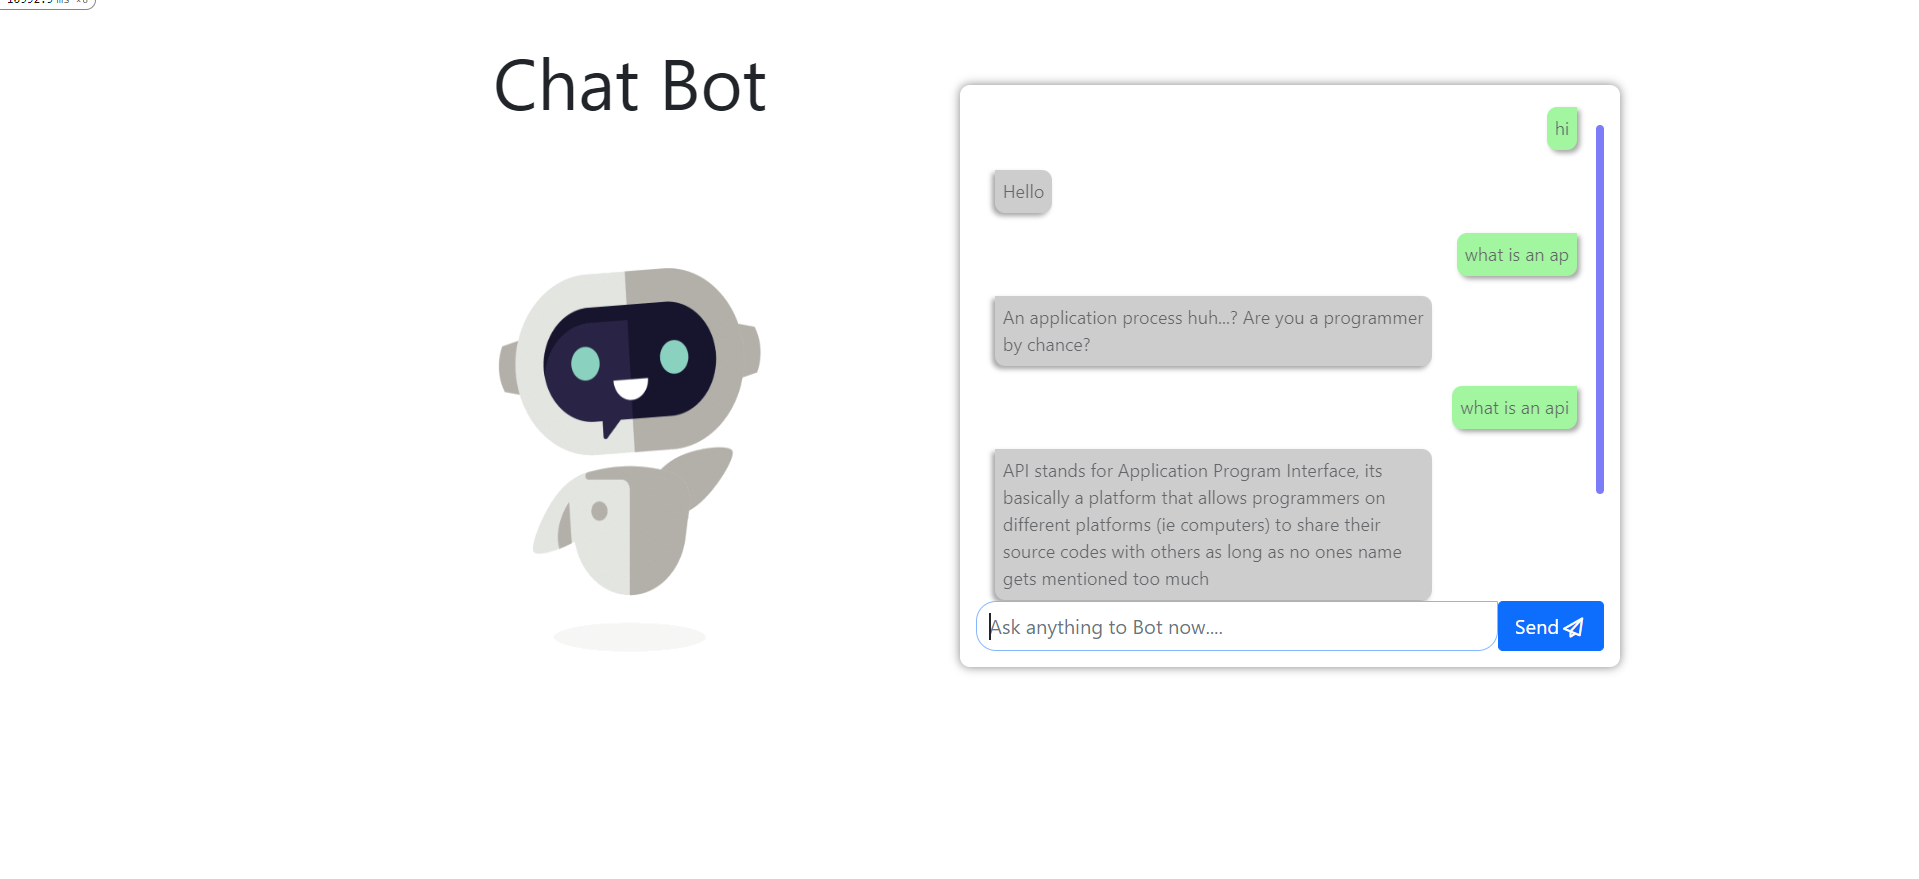 Chat Bot
hi
Hello
what is an ap
An application process huh...? Are you a programmer
by chance?
what is an api
API stands for Application Program Interface, its
basically a platform that allows programmers on
different platforms (ie computers) to share their
source codes with others as long as no ones name
gets mentioned too much
Ask anything to Bot now....
Send